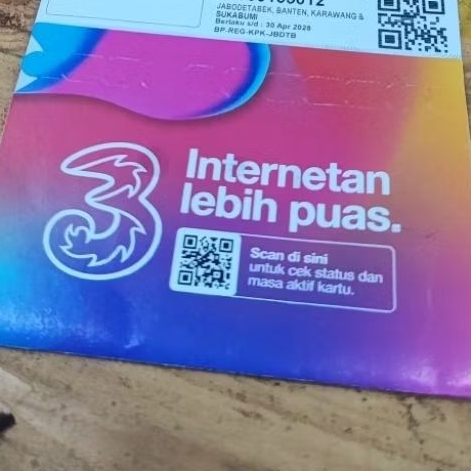 JABODETABEK, BANTEN, KARAWANG &
SUKABUMI
Berlaku s/d : 30 Apr 2026
BP.REG-KPK-JBDTB
3
Internetan
lebih puas.
Scan di sini
untuk cek status dan
masa aktif kartu.